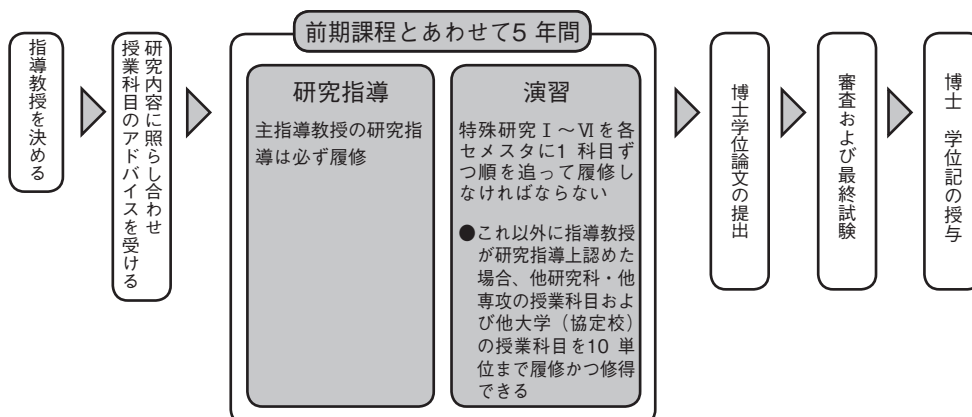 指導教授を決める
研究内容に照らし合わせ
授業科目のアドバイスを受ける
前期課程とあわせて5 年間
研究指導
主指導教授の研究指
導は必ず履修
演習
特殊研究Ⅰ～Ⅵを各
セメスタに1 科目ず
つ順を追って履修し
なければならない
●これ以外に指導教授
が研究指導上認めた
場合、他研究科・他
専攻の授業科目およ
び他大学（協定校）
の授業科目を10 単
位まで履修かつ修得
できる
博士学位論文の提出
審査および最終試験
博士　学位記の授与